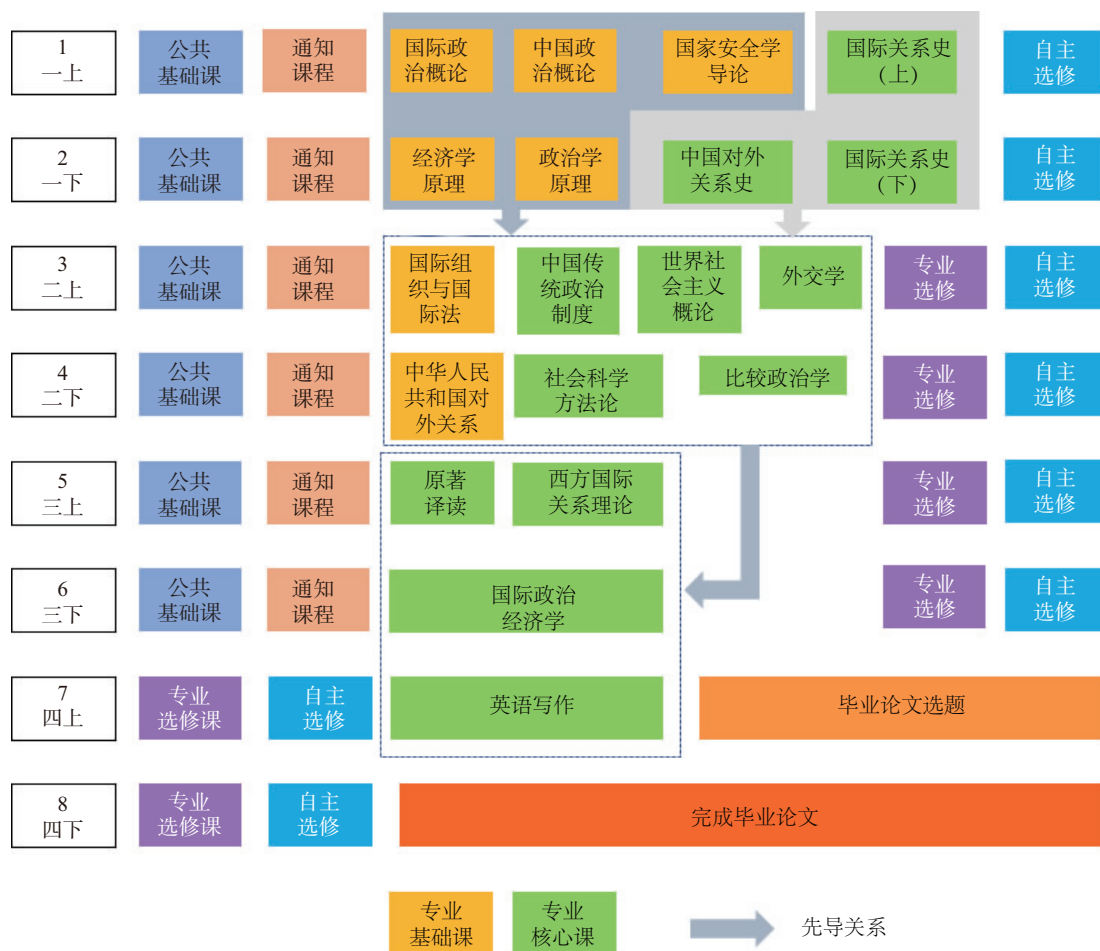 1
一上
公共
基础课
通知
课程
国际政
治概论
中国政
治概论
国家安全学
导论
国际关系史
(上)
自主
选修
2
一下
公共
基础课
通知
课程
经济学
原理
政治学
原理
中国对外
关系史
国际关系史
(下)
自主
选修
3
二上
公共
基础课
通知
课程
国际组
织与国
际法
中国传
统政治
制度
世界社
会主义
概论
外文学
专业
选修
自主
选修
4
二下
公共
基础课
通知
课程
中华人民
共和国对
外关系
社会科学
方法论
比较政治学
专业
选修
自主
选修
5
三上
公共
基础课
通知
课程
原著
译读
西方国际
关系理论
专业
选修
自主
选修
6
三下
公共
基础课
通知
课程
国际政治
经济学
专业
选修
自主
选修
7
四上
专业
选修课
自主
选修
英语写作
毕业论文选题
8
四下
专业
选修课
自主
选修
完成毕业论文
专业
基础课
专业
核心课
先导关系